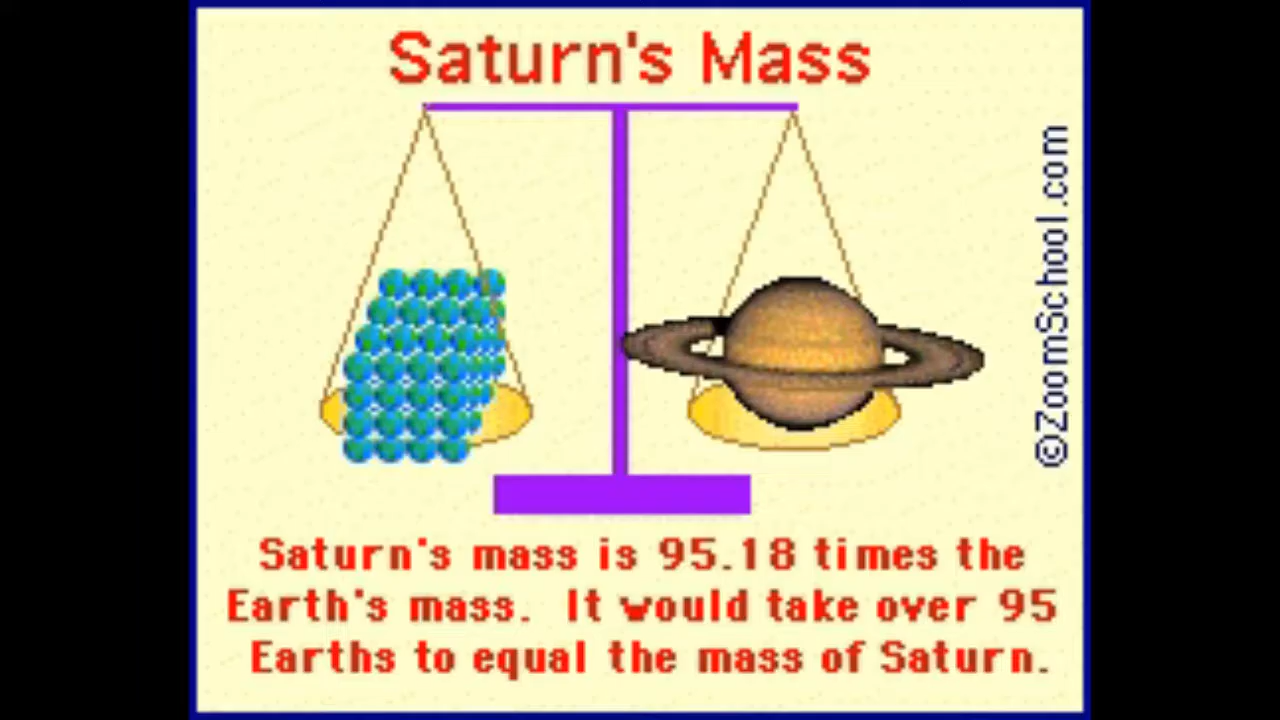 Saturn's Mass
©ZoomSchool.com
Saturn's mass is 95.18 times the
Earth's mass. It would take over 95
Earths to equal the mass of Saturn.